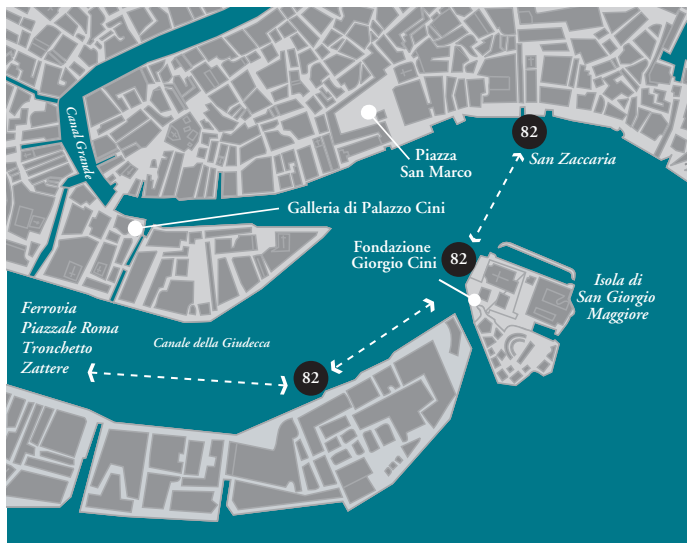 82
Canal Grande
Piazza
San Marco
San Zaccaria
Galleria di Palazzo Cini
Fondazione
Giorgio Cini
82
Isola di
San Giorgio
Maggiore
Ferrovia
Piazzale Roma
Tronchetto
Zattere
Canale della Giudecca
82